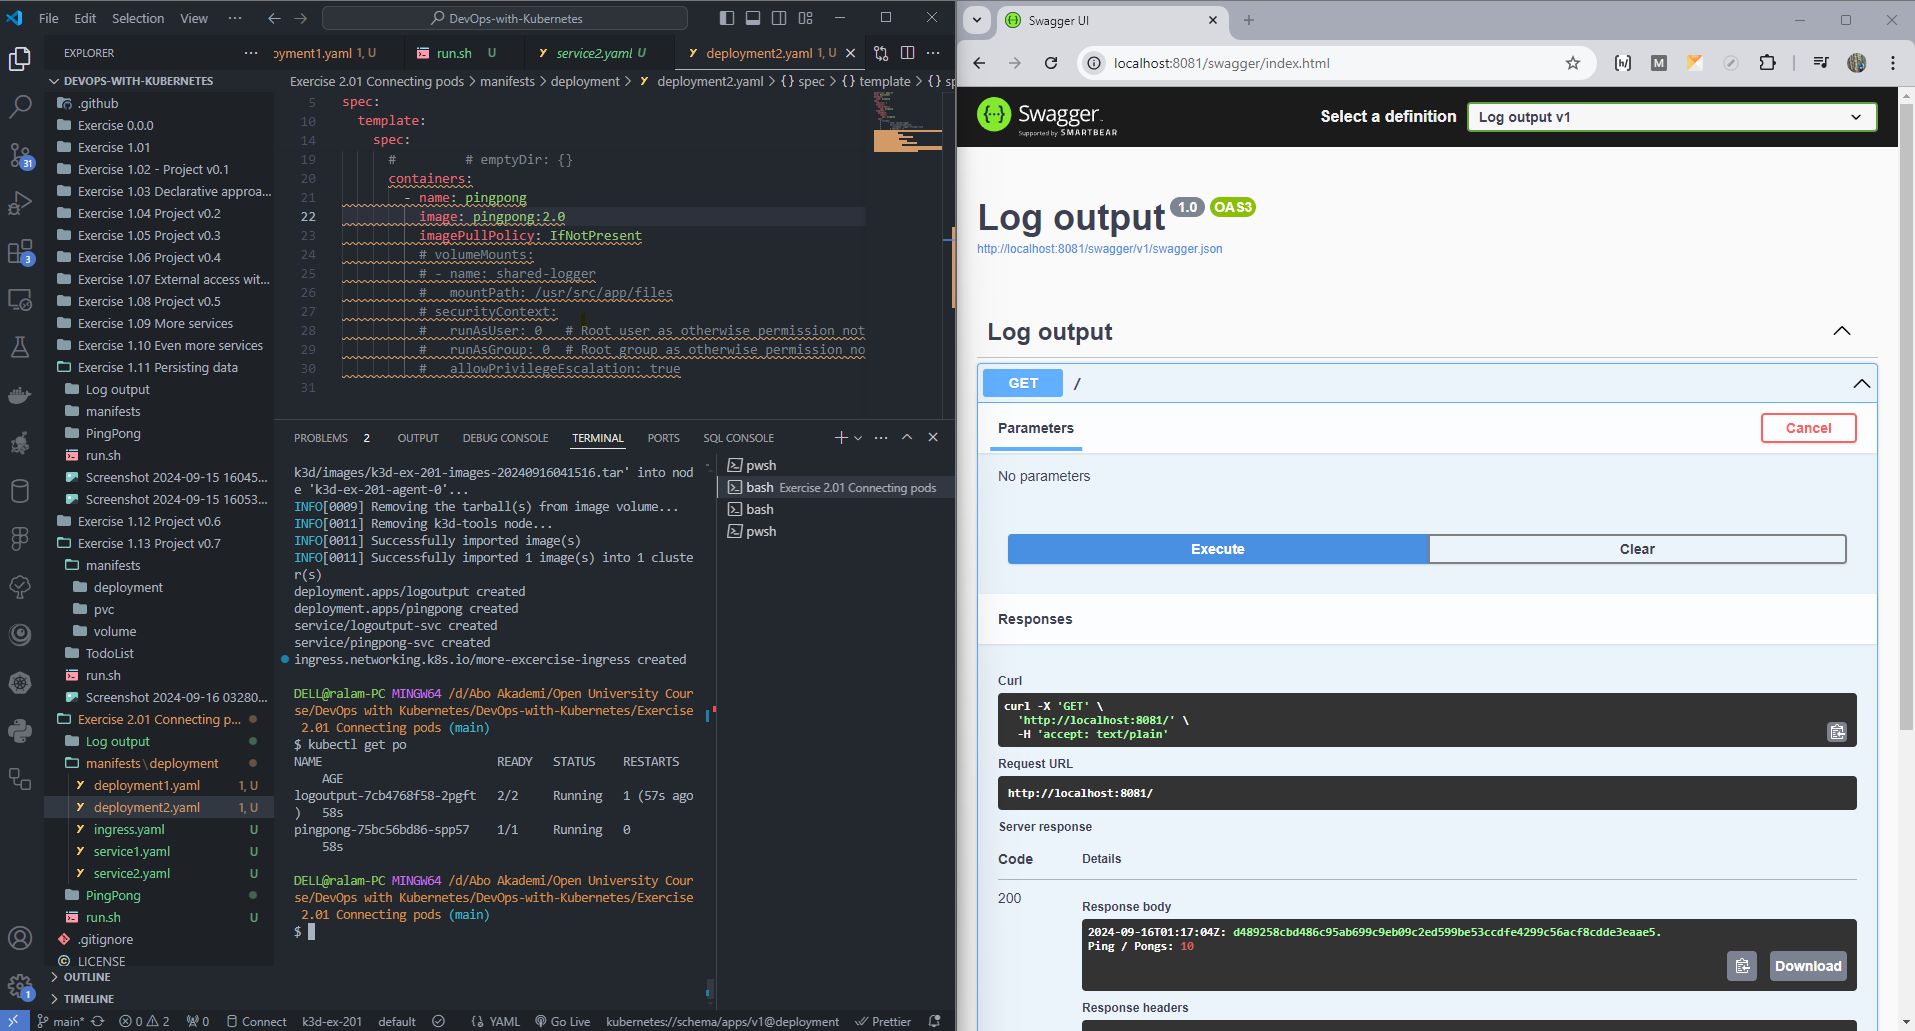 File Edit Selection View ··· DevOps-with-Kubernetes
EXPLORER
DEVOPS-WITH-KUBERNETES
.github
Exercise 0.0.0
Exercise 1.01
Exercise 1.02 - Project v0.1
Exercise 1.03 Declarative approa...
Exercise 1.04 Project v0.2
Exercise 1.05 Project v0.3
Exercise 1.06 Project v0.4
Exercise 1.07 External access wit...
Exercise 1.08 Project v0.5
Exercise 1.09 More services
Exercise 1.10 Even more services
Exercise 1.11 Persisting data
Log output
manifests
PingPong
run.sh
Screenshot 2024-09-15 16045...
Screenshot 2024-09-15 16053...
Exercise 1.12 Project v0.6
Exercise 1.13 Project v0.7
manifests
deployment
pvc
volume
TodoList
run.sh
Screenshot 2024-09-16 03280...
Exercise 2.01 Connecting p...
Log output
manifests\deployment
deployment1.yaml 1, U
deployment2.yaml 1, U
ingress.yaml U
service1.yaml U
service2.yaml U
PingPong
run.sh U
.gitignore
LICENSE
OUTLINE
TIMELINE
31
3
1
oyment1.yaml 1, U run.sh U service2.yaml U deployment2.yaml 1, U
Exercise 2.01 Connecting pods > manifests > deployment > deployment2.yaml > {} spec > {} template > {} sp
5 spec:
10 template:
14 spec:
19 # # emptyDir: {}
20 containers:
21 - name: pingpong
22 image: pingpong:2.0
23 imagePullPolicy: IfNotPresent
24 # volumeMounts:
25 # - name: shared-logger
26 # mountPath: /usr/src/app/files
27 # securityContext:
28 # runAsUser: 0 # Root user as otherwise permission not
29 # runAsGroup: 0 # Root group as otherwise permission no
30 # allowPrivilegeEscalation: true
31
PROBLEMS 2 OUTPUT DEBUG CONSOLE TERMINAL PORTS SQL CONSOLE
k3d/images/k3d-ex-201-images-20240916041516.tar' into nod
e 'k3d-ex-201-agent-0'...
INFO[0009] Removing the tarball(s) from image volume...
INFO[0011] Removing k3d-tools node...
INFO[0011] Successfully imported image(s)
INFO[0011] Successfully imported 1 image(s) into 1 cluste
r(s)
deployment.apps/logoutput created
deployment.apps/pingpong created
service/logoutput-svc created
service/pingpong-svc created
ingress.networking.k8s.io/more-excercise-ingress created
DELL@ralam-PC MINGW64 /d/Abo Akademi/Open University Cour
se/DevOps with Kubernetes/DevOps-with-Kubernetes/Exercise
2.01 Connecting pods (main)
$ kubectl get po
NAME READY STATUS RESTARTS
AGE
logoutput-7cb4768f58-2pgft 2/2 Running 1 (57s ago
) 58s
pingpong-75bc56bd86-spp57 1/1 Running 0
58s
DELL@ralam-PC MINGW64 /d/Abo Akademi/Open University Cour
se/DevOps with Kubernetes/DevOps-with-Kubernetes/Exercise
2.01 Connecting pods (main)
$
pwsh
bash Exercise 2.01 Connecting pods
bash
pwsh
main* 0 2 0 Connect k3d-ex-201 default YAML Go Live kubernetes://schema/apps/v1@deployment Prettier
Swagger UI
localhost:8081/swagger/index.html
Swagger
Supported by SMARTBEAR
Select a definition
Log output v1
Log output 1.0 OAS3
http://localhost:8081/swagger/v1/swagger.json
Log output
GET /
Parameters
Cancel
No parameters
Execute
Clear
Responses
Curl
curl -X 'GET' \
'http://localhost:8081/' \
-H 'accept: text/plain'
Request URL
http://localhost:8081/
Server response
Code Details
200
Response body
2024-09-16T01:17:04Z: d489258cbd486c95ab699c9eb09c2ed599be53ccdfe4299c56acf8cdde3eaae5.
Ping / Pongs: 10
Download
Response headers